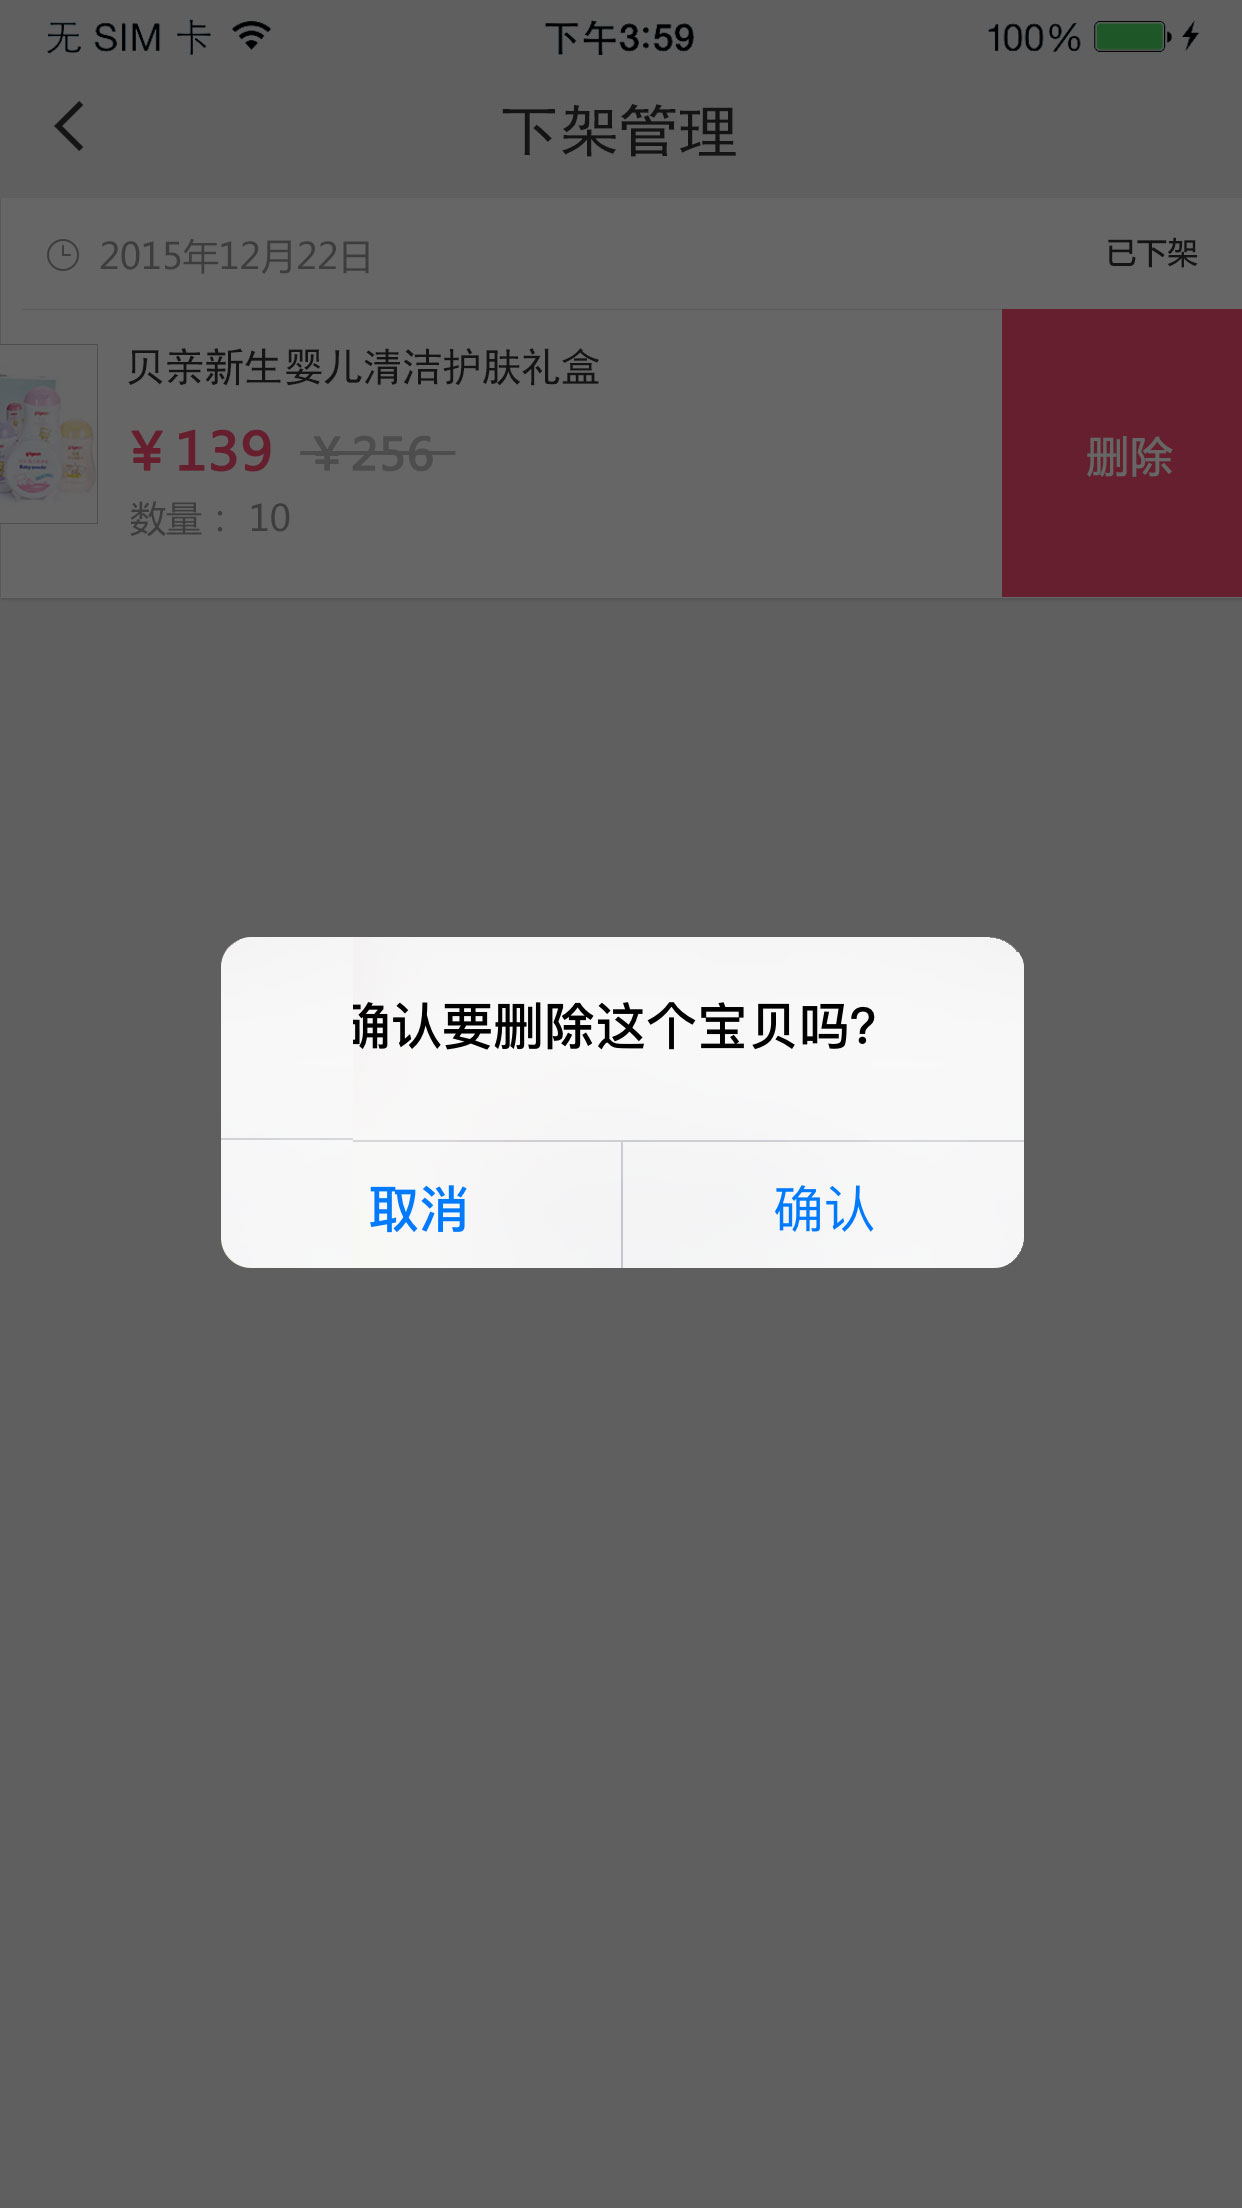 无 SIM 卡 下午3:59 100%
下架管理
2015年12月22日 已下架
贝亲新生婴儿清洁护肤礼盒
¥139 ¥256
删除
数量： 10
确认要删除这个宝贝吗?
取消 确认